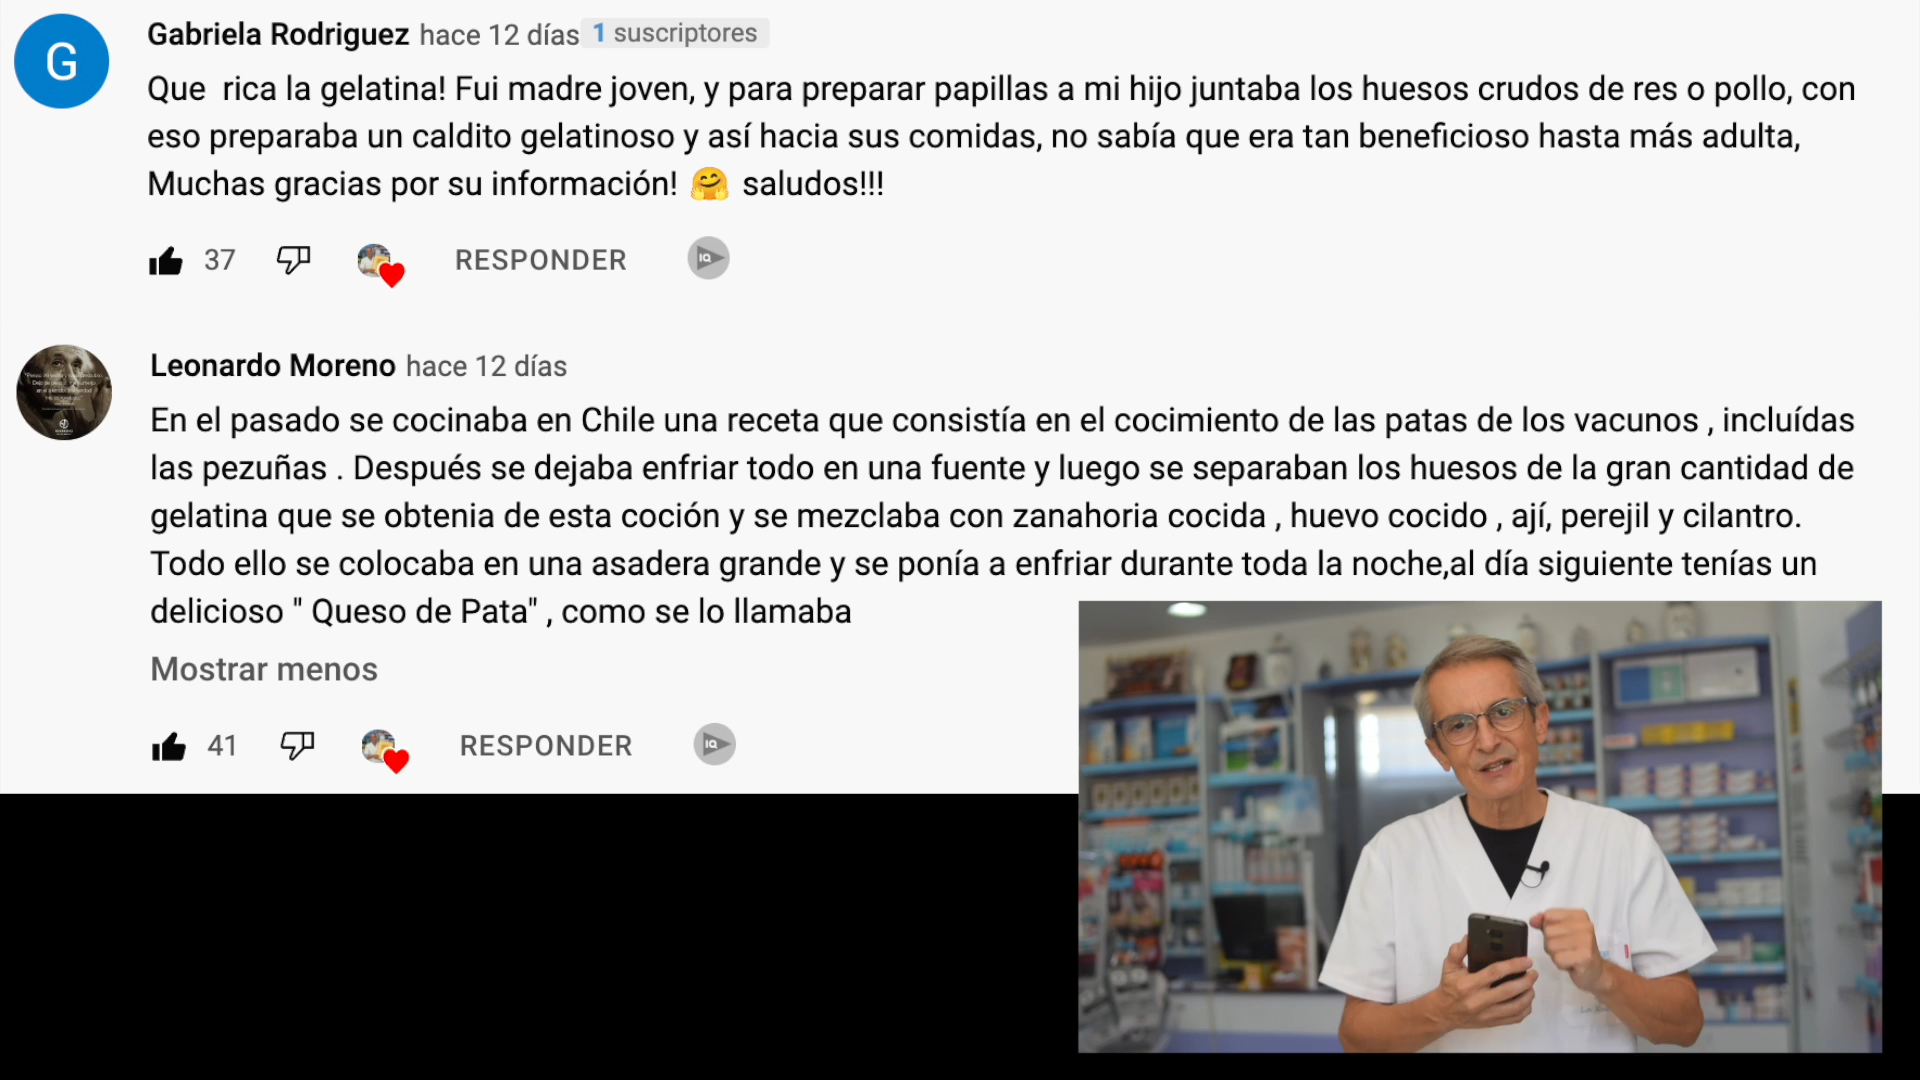 G
Gabriela Rodriguez hace 12 días 1 suscriptores
Que  rica la gelatina! Fui madre joven, y para preparar papillas a mi hijo juntaba los huesos crudos de res o pollo, con
eso preparaba un caldito gelatinoso y así hacia sus comidas, no sabía que era tan beneficioso hasta más adulta,
Muchas gracias por su información! 🤗 saludos!!!
37 RESPONDER IQ
Leonardo Moreno hace 12 días
En el pasado se cocinaba en Chile una receta que consistía en el cocimiento de las patas de los vacunos , incluídas
las pezuñas . Después se dejaba enfriar todo en una fuente y luego se separaban los huesos de la gran cantidad de
gelatina que se obtenia de esta coción y se mezclaba con zanahoria cocida , huevo cocido , ají, perejil y cilantro.
Todo ello se colocaba en una asadera grande y se ponía a enfriar durante toda la noche,al día siguiente tenías un
delicioso " Queso de Pata" , como se lo llamaba
Mostrar menos
41 RESPONDER IQ